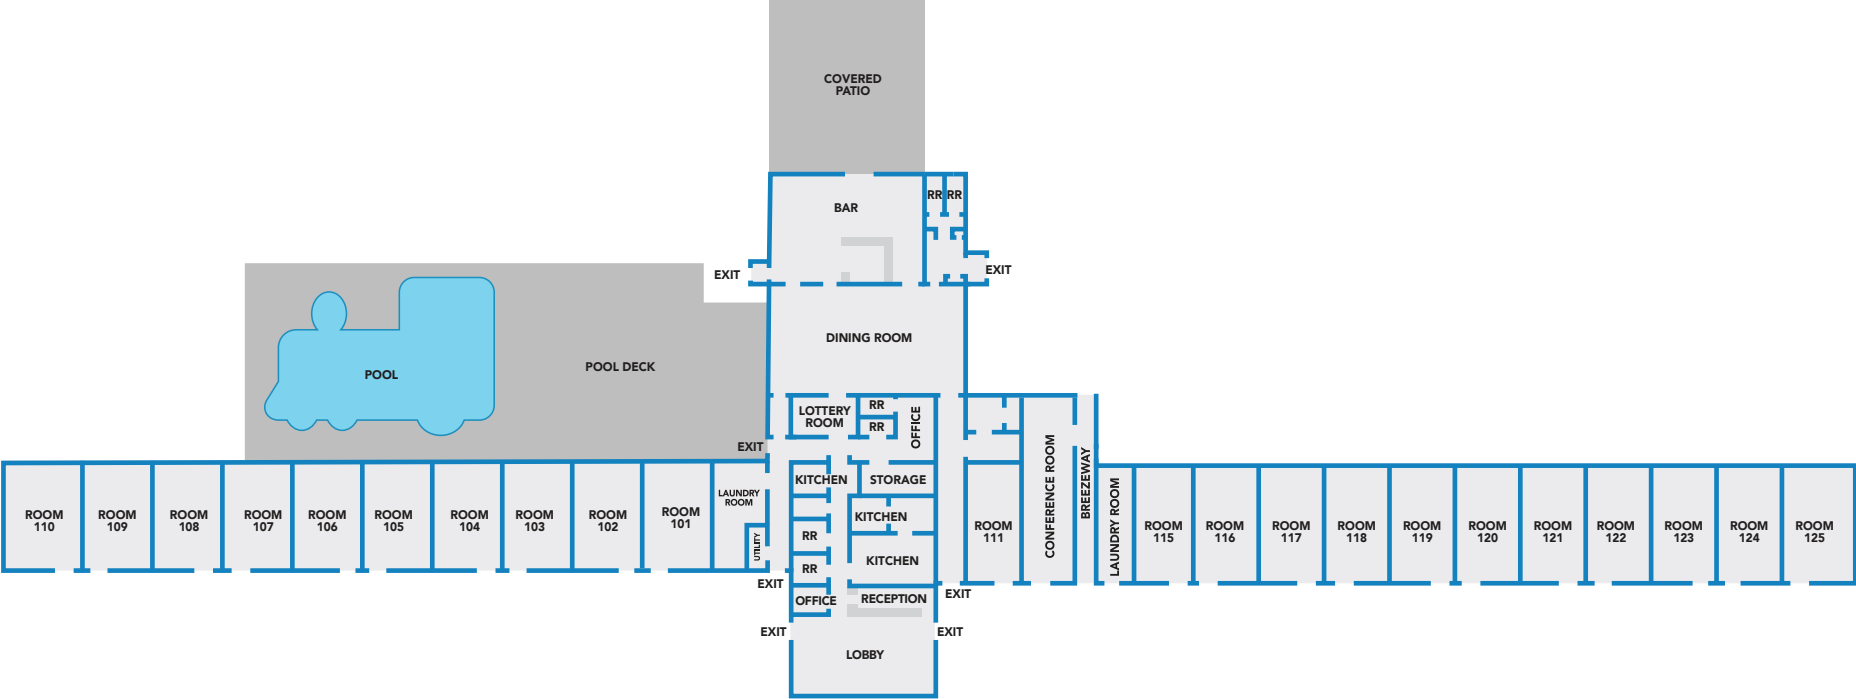 COVERED
PATIO
BAR
RR
RR
EXIT
EXIT
DINING ROOM
POOL
POOL DECK
LOTTERY
ROOM
RR
RR
OFFICE
EXIT
KITCHEN
STORAGE
KITCHEN
RR
KITCHEN
RR
OFFICE
RECEPTION
EXIT
EXIT
EXIT
EXIT
LOBBY
ROOM
110
ROOM
109
ROOM
108
ROOM
107
ROOM
106
ROOM
105
ROOM
104
ROOM
103
ROOM
102
ROOM
101
LAUNDRY
ROOM
UTILITY
ROOM
111
CONFERENCE ROOM
BREEZEWAY
LAUNDRY ROOM
ROOM
115
ROOM
116
ROOM
117
ROOM
118
ROOM
119
ROOM
120
ROOM
121
ROOM
122
ROOM
123
ROOM
124
ROOM
125